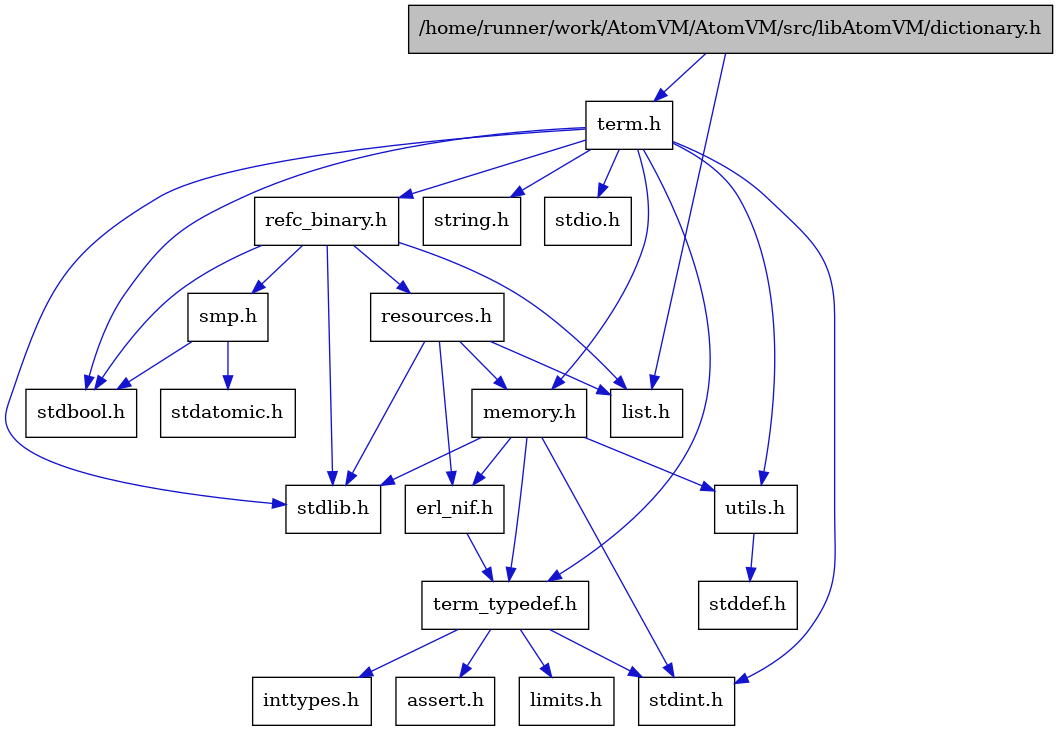 /home/runner/work/AtomVM/AtomVM/src/libAtomVM/dictionary.h
term.h
refc_binary.h
string.h
stdio.h
smp.h
resources.h
stdbool.h
stdatomic.h
memory.h
list.h
stdlib.h
erl_nif.h
utils.h
term_typedef.h
stddef.h
inttypes.h
assert.h
limits.h
stdint.h